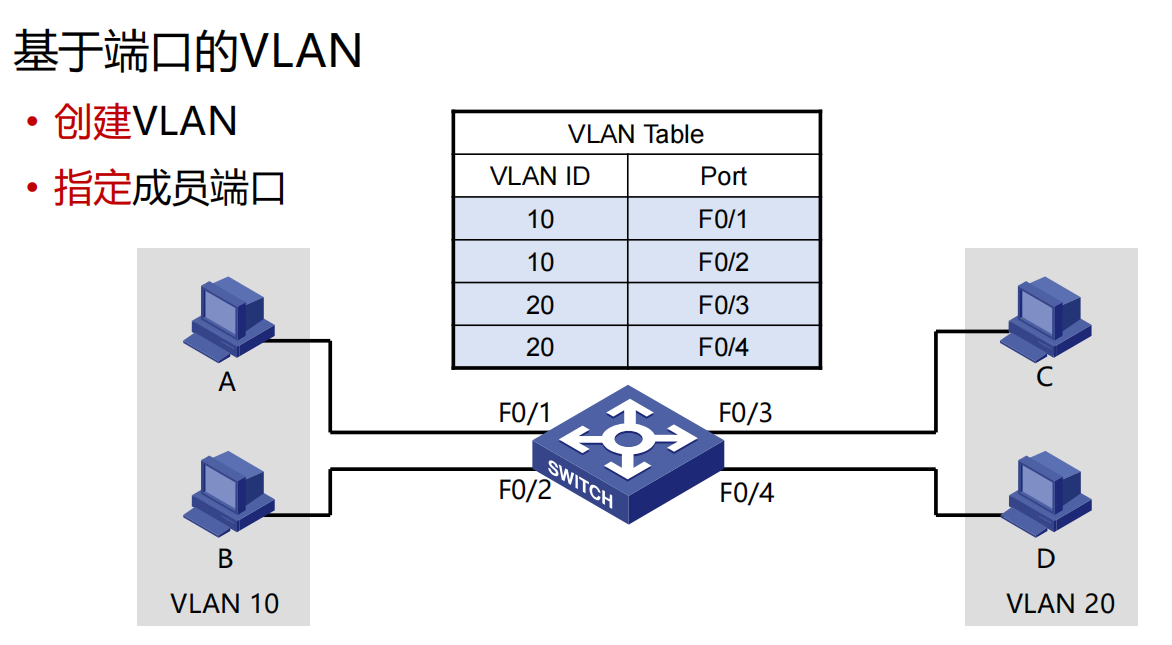 基于端口的VLAN
• 创建VLAN
• 指定成员端口
VLAN Table
VLAN ID Port
10 F0/1
10 F0/2
20 F0/3
20 F0/4
A
C
F0/1
F0/3
SWITCH
F0/2
F0/4
B
D
VLAN 10
VLAN 20